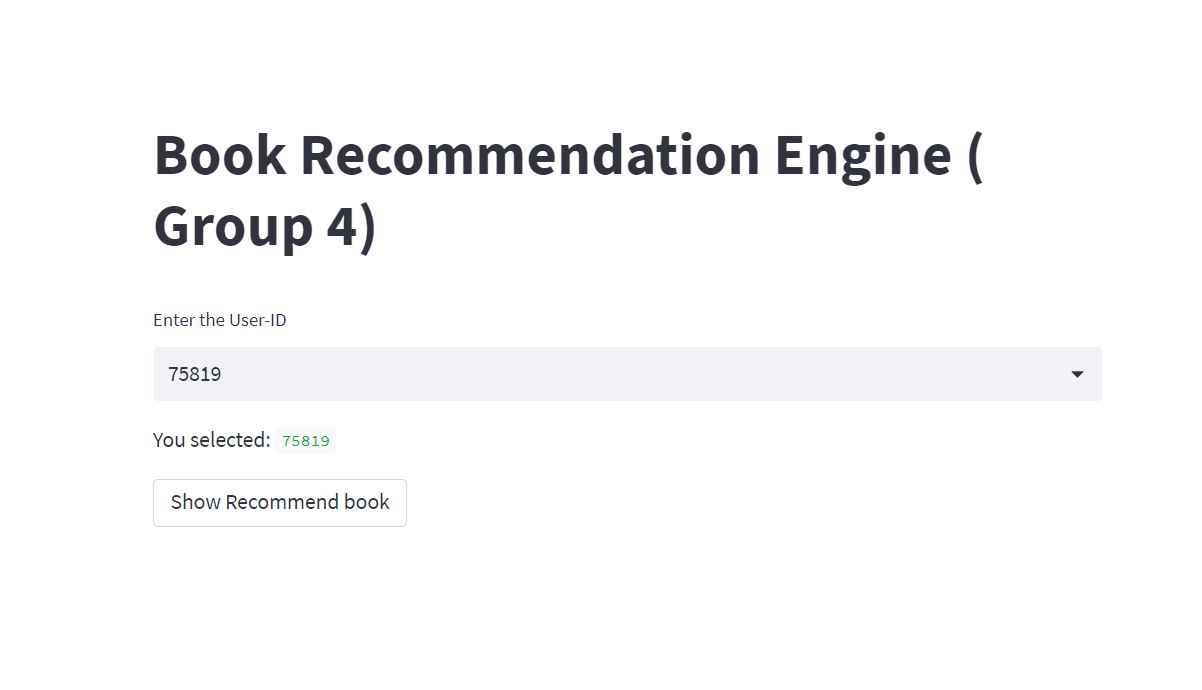 Book Recommendation Engine (
Group 4)
Enter the User-ID
75819
You selected: 75819
Show Recommend book